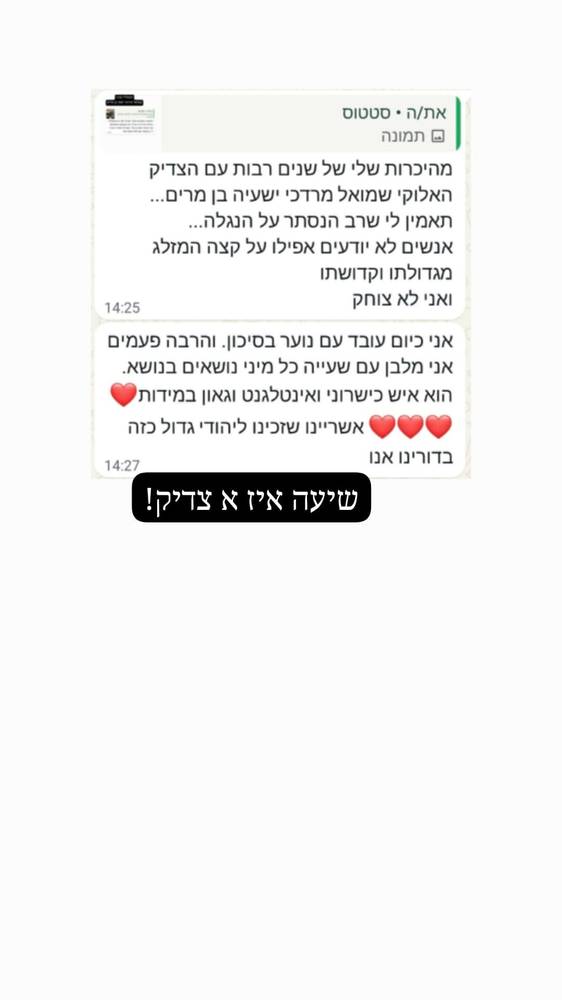 את/ה • סטטוס
תמונה
מהיכרות שלי של שנים רבות עם הצדיק
האלוקי שמואל מרדכי ישעיה בן מרים...
תאמין לי שרב הנסתר על הנגלה...
אנשים לא יודעים אפילו על קצה המזלג
מגדולתו וקדושתו
ואני לא צוחק
14:25
אני כיום עובד עם נוער בסיכון. והרבה פעמים
אני מלבן עם שעייה כל מיני נושאים בנושא.
הוא איש כישרוני ואינטלגנט וגאון במידות❤️
❤️❤️❤️ אשריינו שזכינו ליהודי גדול כזה
בדורינו אנו
14:27
שיעה איז א צדיק!